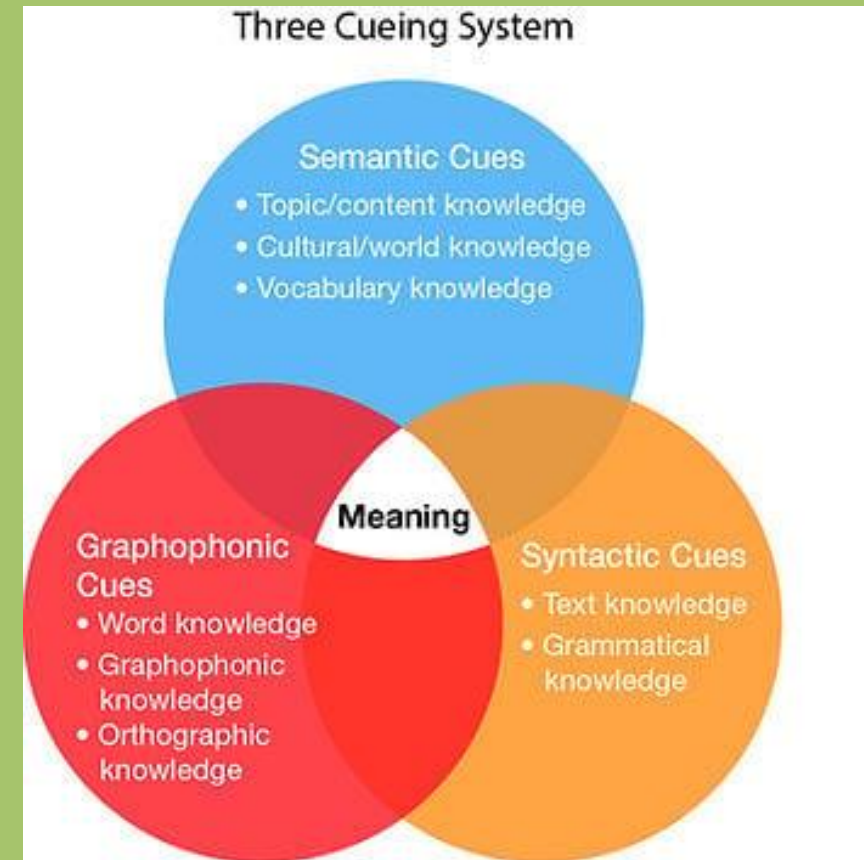 Three Cueing System
Semantic Cues
• Topic/content knowledge
• Cultural/world knowledge
• Vocabulary knowledge
Meaning
Graphophonic
Cues
• Word knowledge
• Graphophonic
knowledge
• Orthographic
knowledge
Syntactic Cues
• Text knowledge
• Grammatical
knowledge